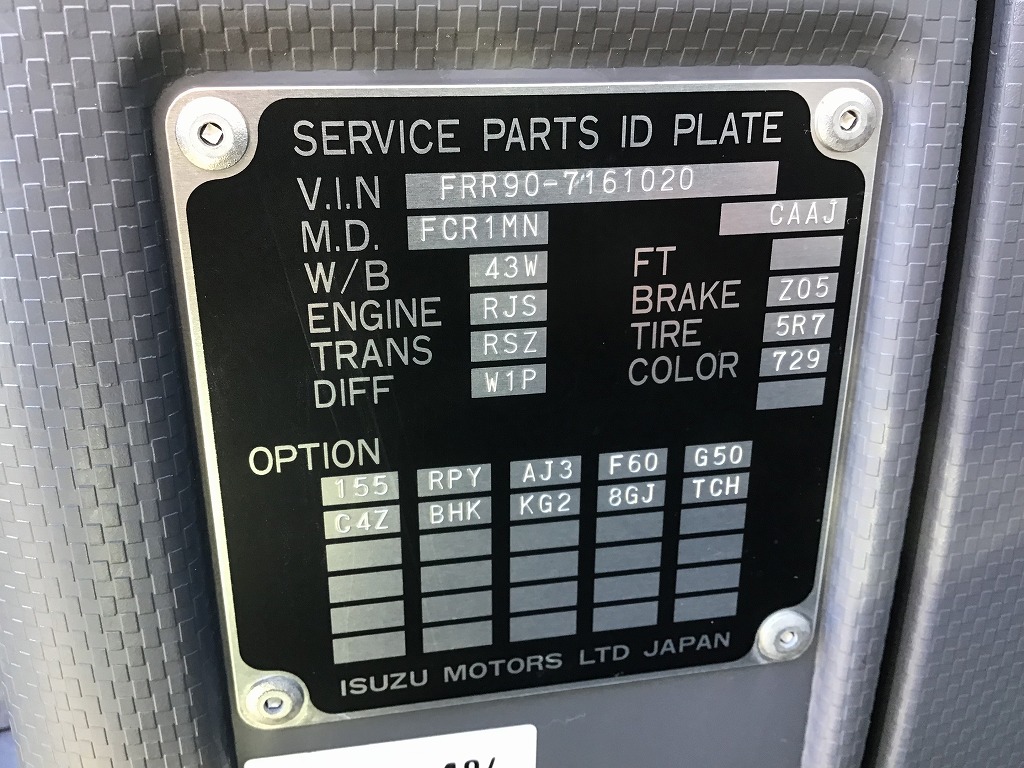 SERVICE PARTS ID PLATE
V.I.N FRR90-7161020
M.D. FCR1MN CAAJ
W/B 43W FT
ENGINE RJS BRAKE Z05
TRANS RSZ TIRE 5R7
DIFF W1P COLOR 729
OPTION
155 RPY AJ3 F60 G50
C4Z BHK KG2 8GJ TCH
ISUZU MOTORS LTD JAPAN